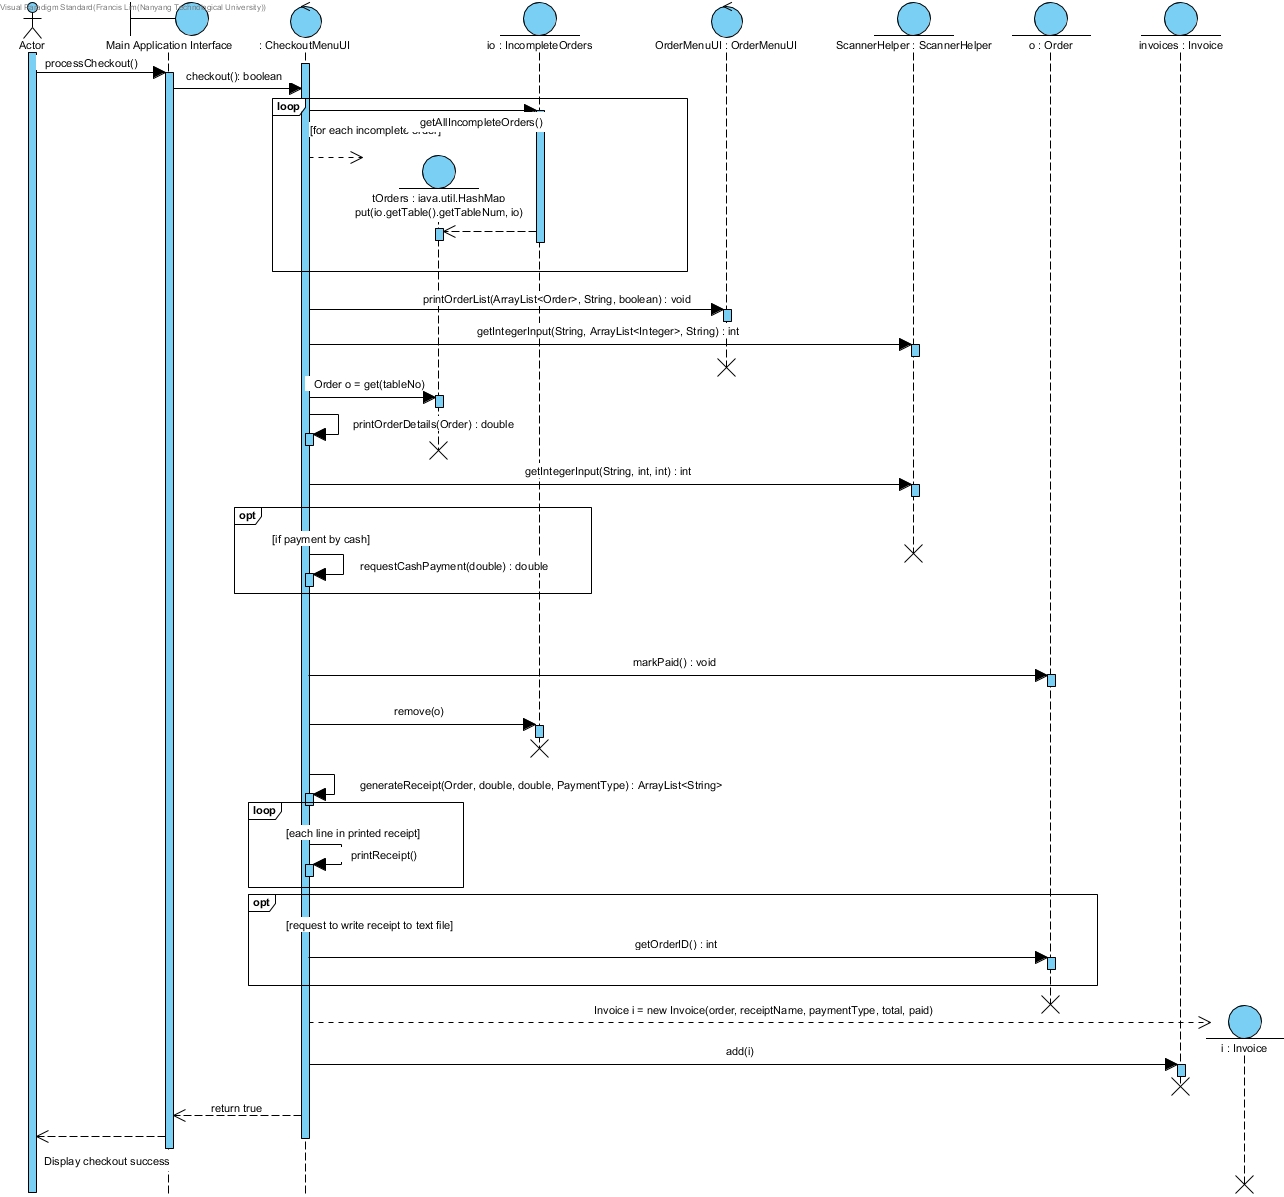 Visual Paradigm Standard(Francis Lim(Nanyang Technological University))
Actor
Main Application Interface
: CheckoutMenuUI
io : IncompleteOrders
OrderMenuUI : OrderMenuUI
ScannerHelper : ScannerHelper
o : Order
invoices : Invoice
processCheckout()
checkout(): boolean
loop
getAllIncompleteOrders()
[for each incomplete order]
tOrders : java.util.HashMap
put(io.getTable().getTableNum, io)
printOrderList(ArrayList<Order>, String, boolean) : void
getIntegerInput(String, ArrayList<Integer>, String) : int
Order o = get(tableNo)
printOrderDetails(Order) : double
getIntegerInput(String, int, int) : int
opt
[if payment by cash]
requestCashPayment(double) : double
markPaid() : void
remove(o)
generateReceipt(Order, double, double, PaymentType) : ArrayList<String>
loop
[each line in printed receipt]
printReceipt()
opt
[request to write receipt to text file]
getOrderID() : int
Invoice i = new Invoice(order, receiptName, paymentType, total, paid)
i : Invoice
add(i)
return true
Display checkout success